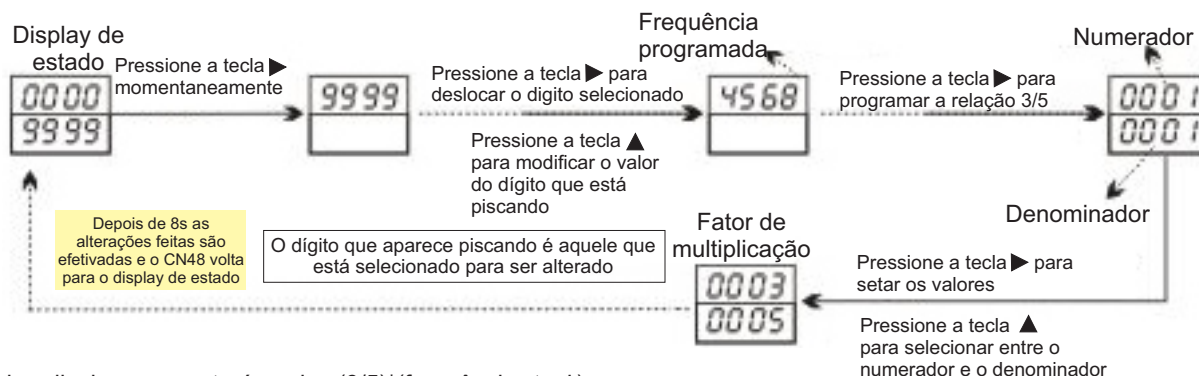 Display de
estado
0000
9999
Pressione a tecla ▶
momentaneamente
9999
Pressione a tecla ▶ para
deslocar o digito selecionado
Pressione a tecla ▲
para modificar o valor
do dígito que está
piscando
Frequência
programada
4568
Pressione a tecla ▶ para
programar a relação 3/5
Numerador
0001
0001
Denominador
Pressione a tecla ▶ para
setar os valores
Pressione a tecla ▲
para selecionar entre o
numerador e o denominador
Fator de
multiplicação
0003
0005
O dígito que aparece piscando é aquele que
está selecionado para ser alterado
Depois de 8s as
alterações feitas são
efetivadas e o CN48 volta
para o display de estado